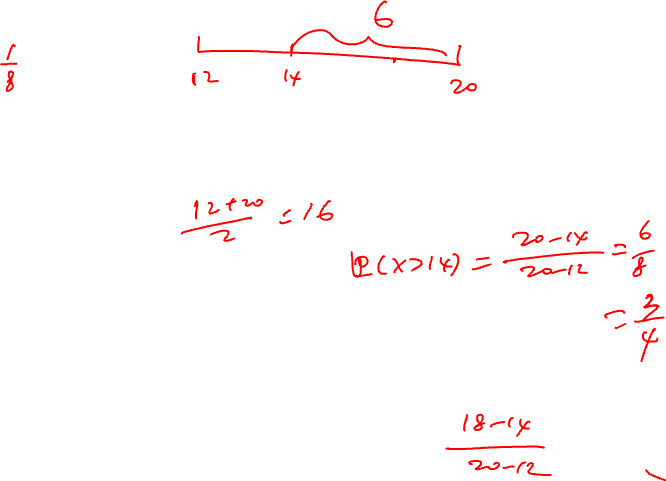 6
1/8
12 14 20
(12+20)/2 = 16
P(X>14) = (20-14)/(20-12) = 6/8
= 3/4
(18-14)/(20-12)